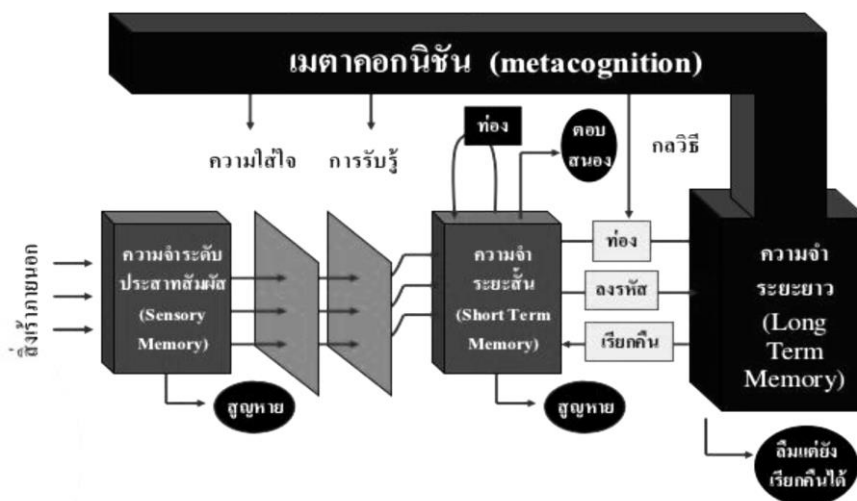 เมตาคอกนิชัน (metacognition)
ความใส่ใจ
การรับรู้
ท่อง
ตอบ
สนอง
กลวิธี
สิ่งเร้าภายนอก
ความจำระดับ
ประสาทสัมผัส
(Sensory
Memory)
ความจำ
ระยะสั้น
(Short Term
Memory)
ท่อง
ลงรหัส
เรียกคืน
ความจำ
ระยะยาว
(Long
Term
Memory)
สูญหาย
สูญหาย
ลืมแต่ยัง
เรียกคืนได้